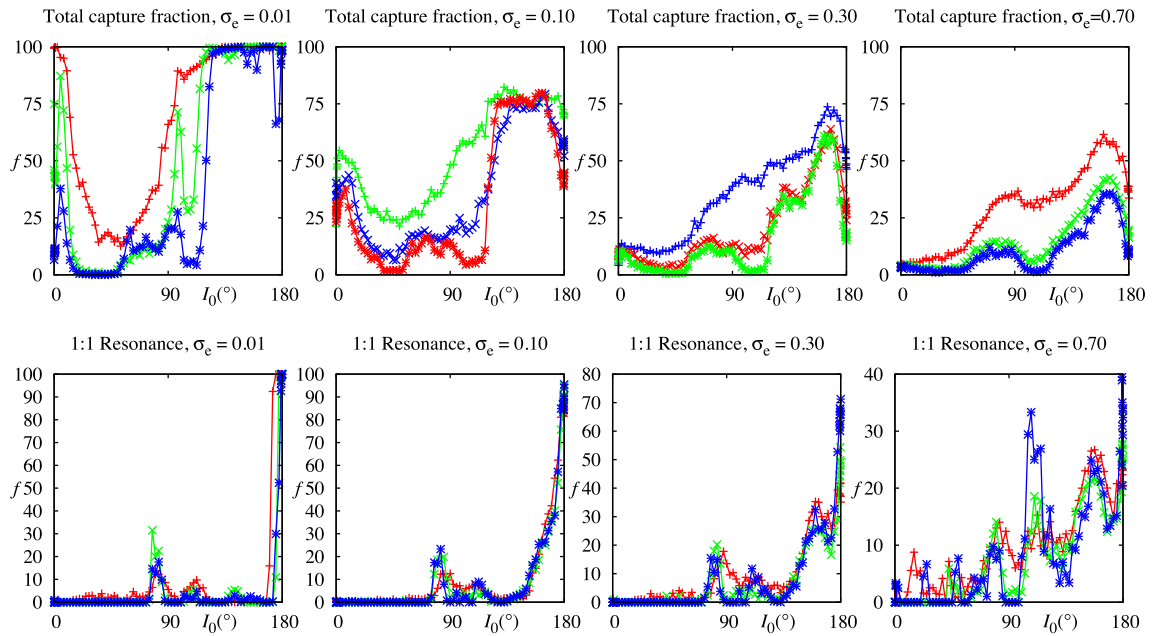 Total capture fraction, σe = 0.01
Total capture fraction, σe = 0.10
Total capture fraction, σe = 0.30
Total capture fraction, σe=0.70
100
75
f 50
25
0
0 90 I0(°) 180
100
75
f 50
25
0
0 90 I0(°) 180
100
75
f 50
25
0
0 90 I0(°) 180
100
75
f 50
25
0
0 90 I0(°) 180
1:1 Resonance, σe = 0.01
1:1 Resonance, σe = 0.10
1:1 Resonance, σe = 0.30
1:1 Resonance, σe = 0.70
100
90
80
70
60
f 50
40
30
20
10
0
0 90 I0(°) 180
100
90
80
70
60
f 50
40
30
20
10
0
0 90 I0(°) 180
80
70
60
50
f 40
30
20
10
0
0 90 I0(°) 180
40
30
f 20
10
0
0 90 I0(°) 180